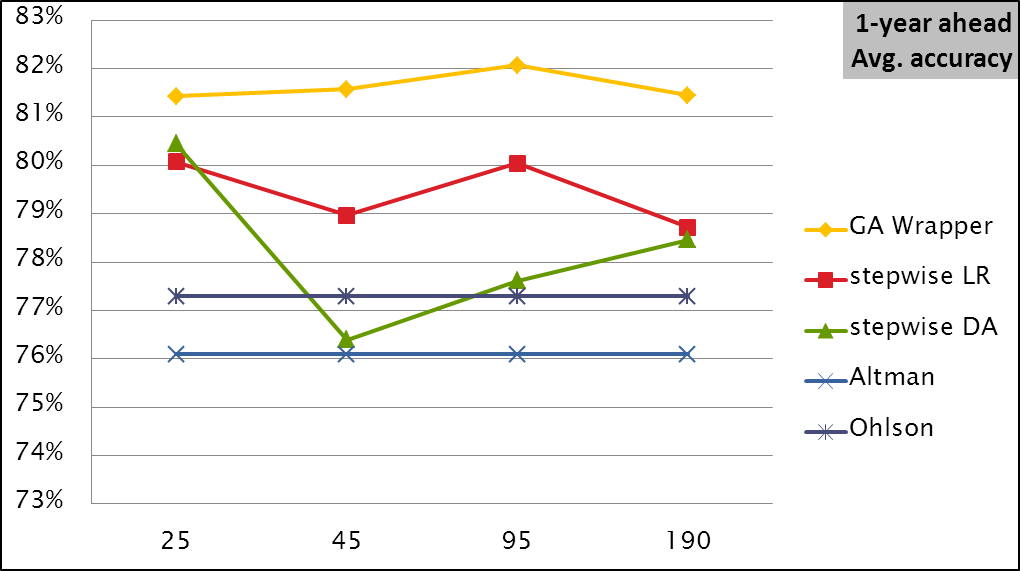 83%
82%
81%
80%
79%
78%
77%
76%
75%
74%
73%
25 45 95 190
1-year ahead
Avg. accuracy
GA Wrapper
stepwise LR
stepwise DA
Altman
Ohlson